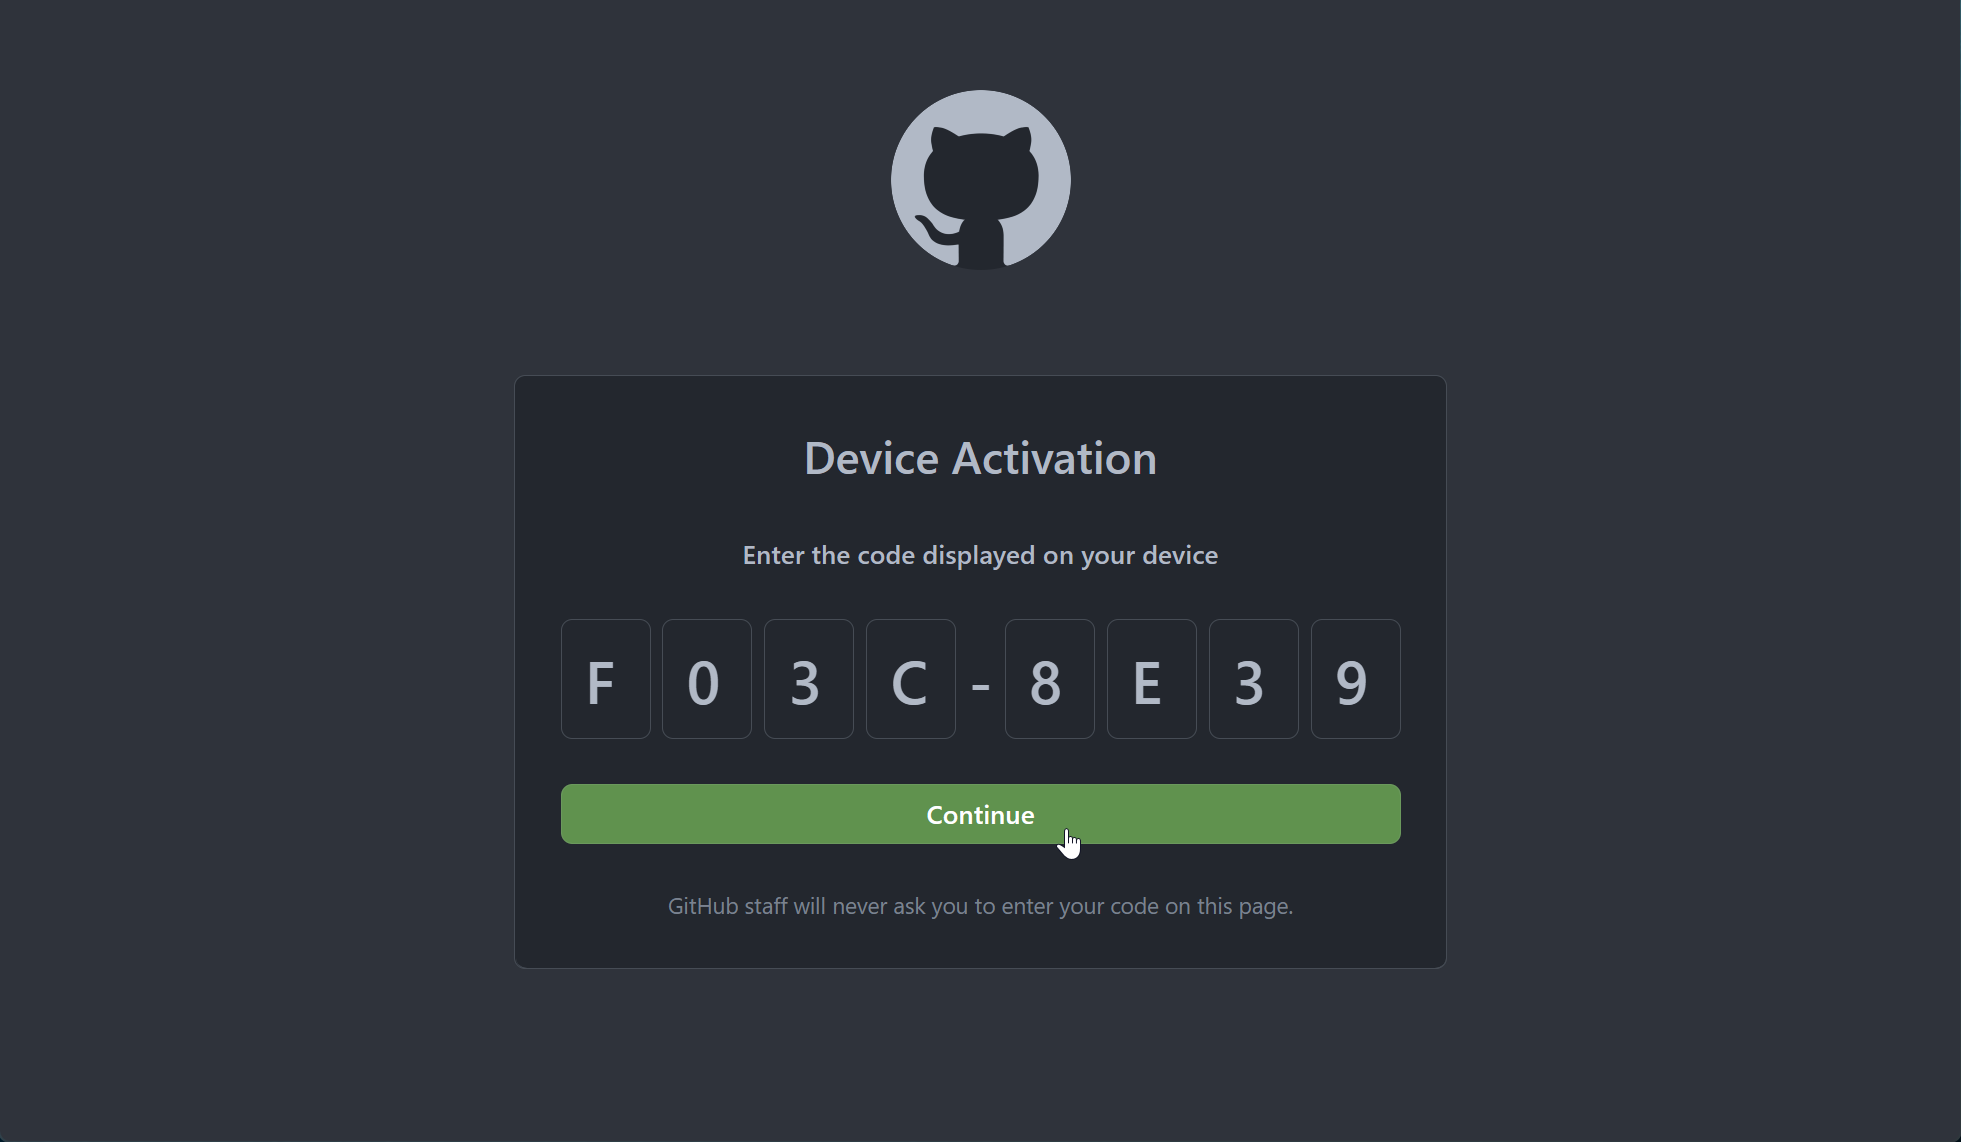 Device Activation
Enter the code displayed on your device
F 0 3 C - 8 E 3 9
Continue
GitHub staff will never ask you to enter your code on this page.